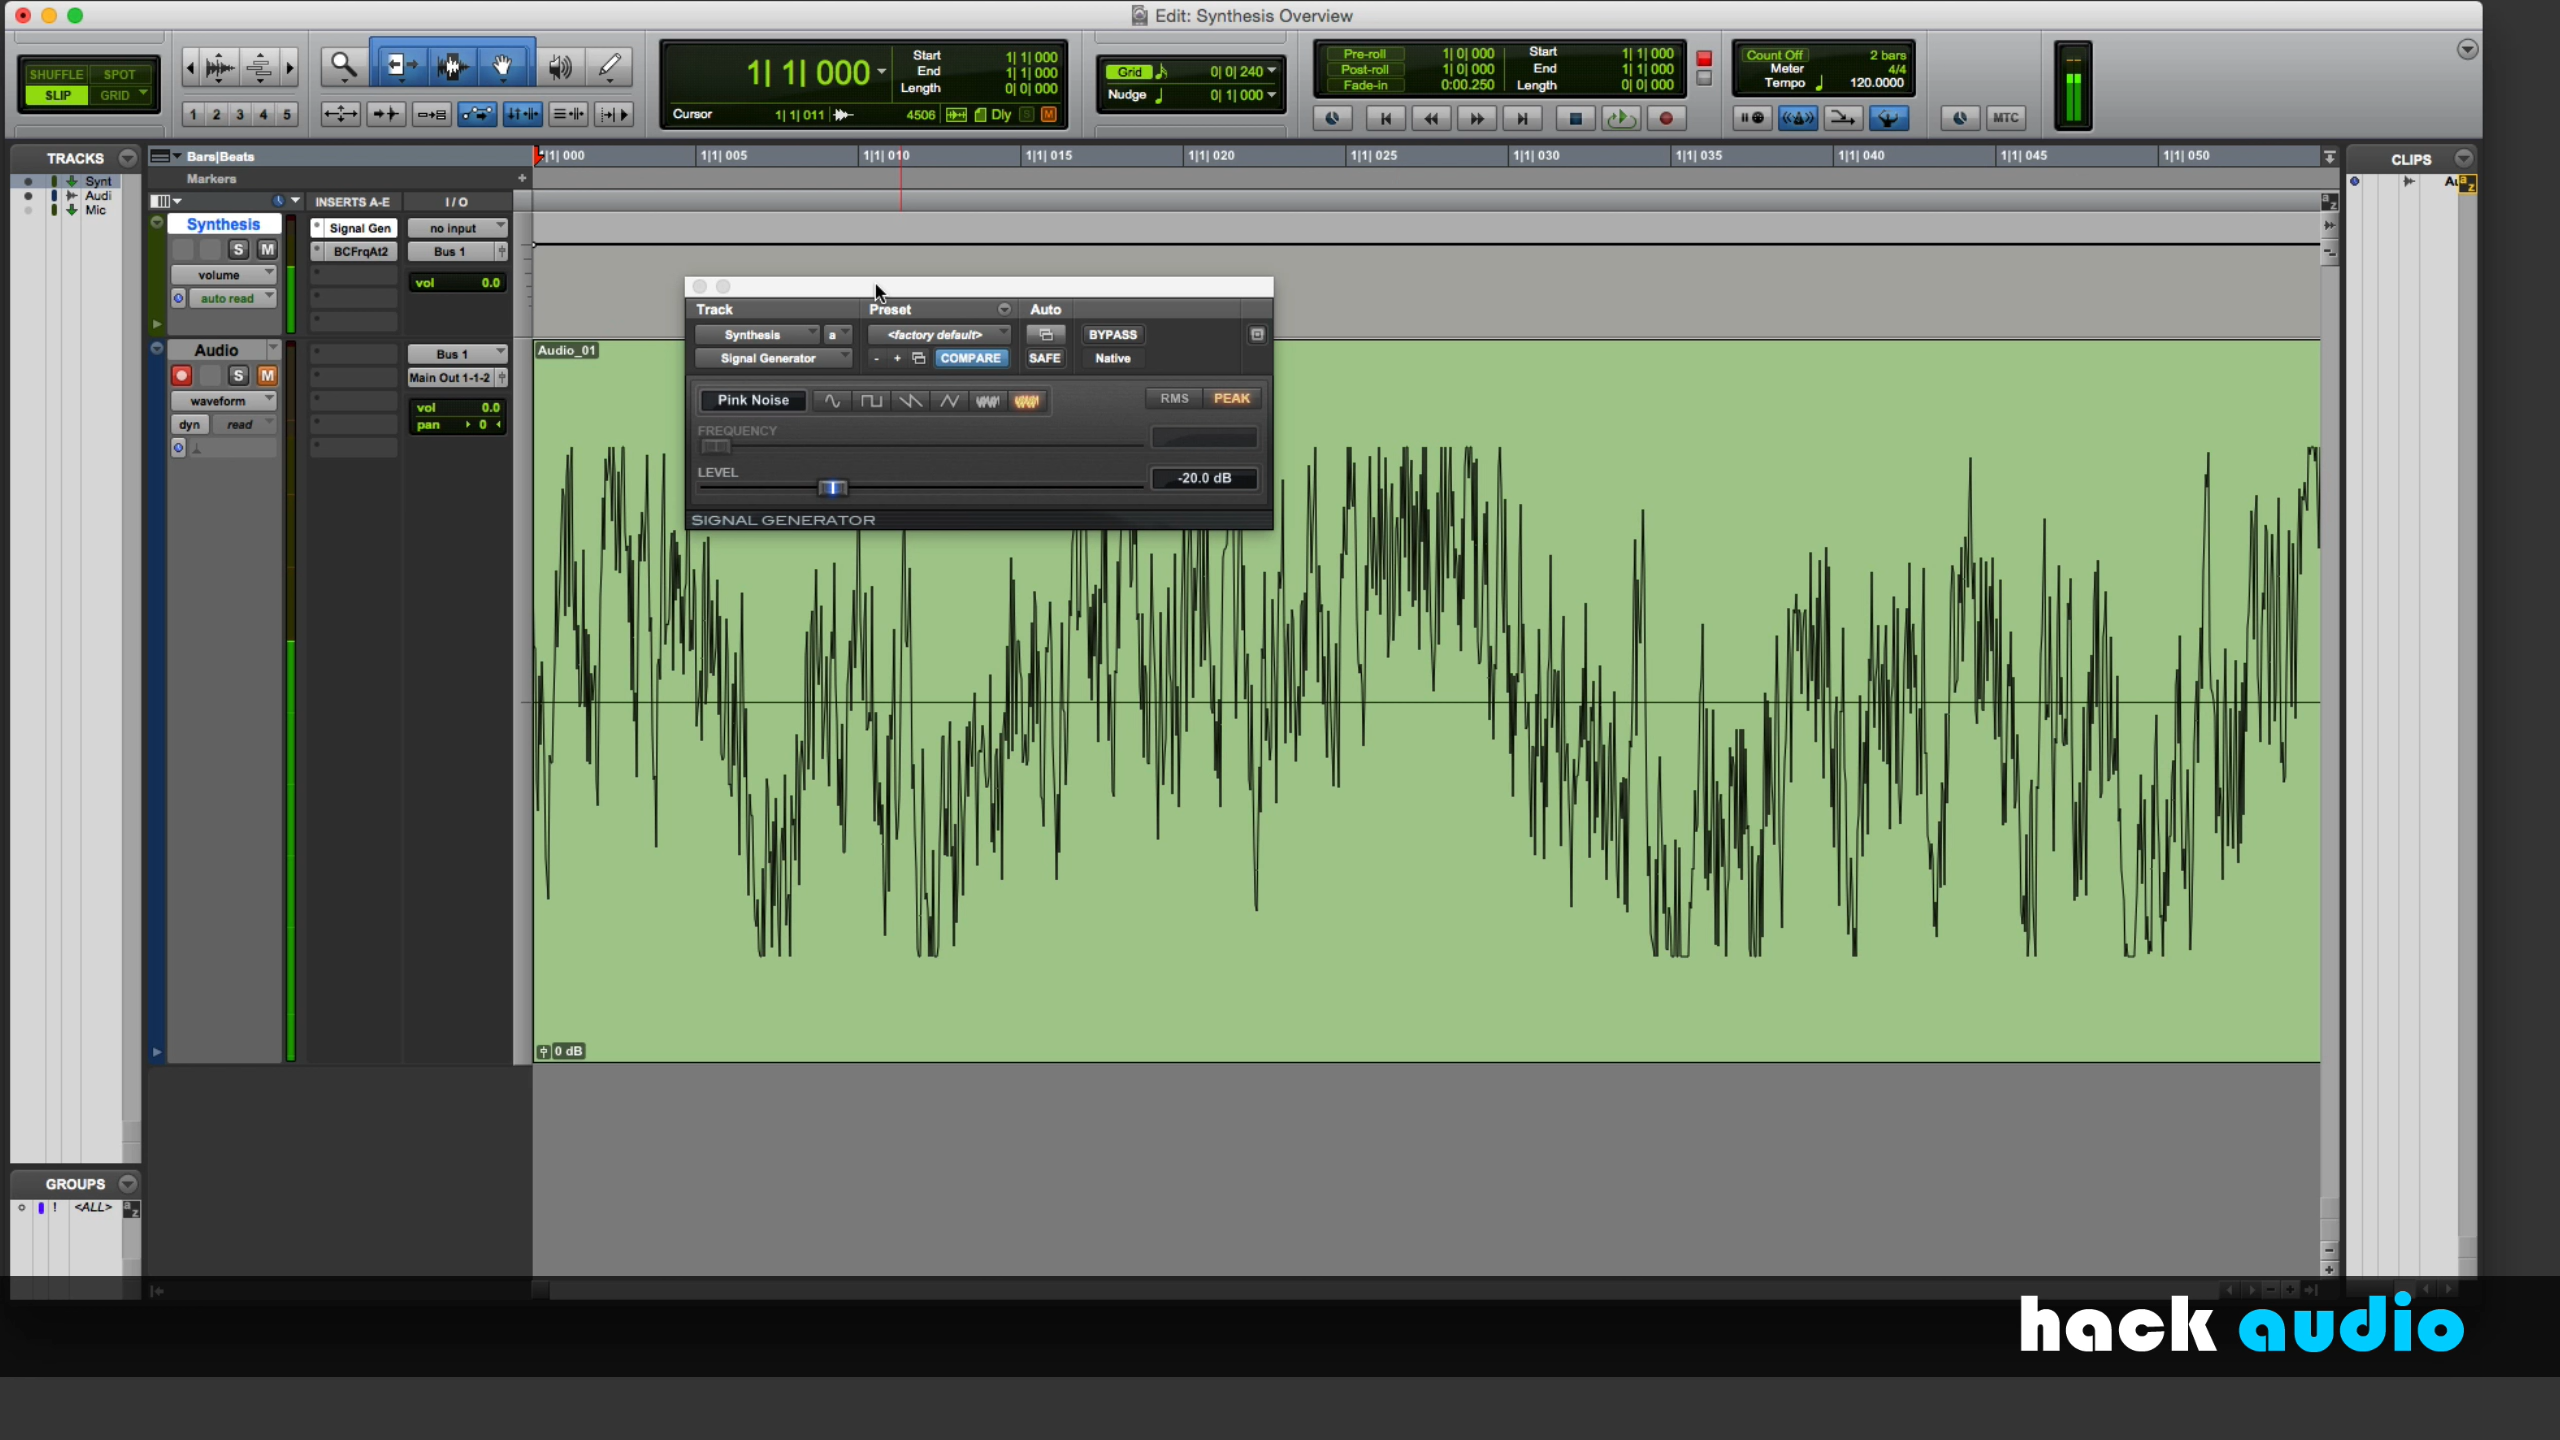 Edit: Synthesis Overview
SHUFFLE SPOT
SLIP GRID
1 2 3 4 5
1| 1| 000
Start 1| 1| 000
End 1| 1| 000
Length 0| 0| 000
Cursor 1| 1| 011 4506 Dly S M
Grid 0| 0| 240
Nudge 0| 1| 000
Pre-roll 1| 0| 000 Start 1| 1| 000
Post-roll 1| 0| 000 End 1| 1| 000
Fade-in 0:00.250 Length 0| 0| 000
Count Off 2 bars
Meter 4/4
Tempo 120.0000
MTC
TRACKS
Synt
Audi
Mic
Bars|Beats
1|1| 000 1|1| 005 1|1| 010 1|1| 015 1|1| 020 1|1| 025 1|1| 030 1|1| 035 1|1| 040 1|1| 045 1|1| 050
Markers
CLIPS
INSERTS A-E I / O
Synthesis
S M
volume
auto read
Signal Gen
BCFrqAt2
no input
Bus 1
vol 0.0
Audio
S M
waveform
dyn read
Bus 1
Main Out 1-1-2
vol 0.0
pan 0
Audio_01
0 dB
Track Preset Auto
Synthesis a <factory default> BYPASS
Signal Generator - + COMPARE SAFE Native
Pink Noise RMS PEAK
FREQUENCY
LEVEL
-20.0 dB
SIGNAL GENERATOR
GROUPS
! <ALL>
a z
hack audio